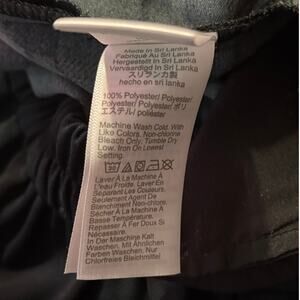 Made In Sri Lanka
Fabriqué Au Sri Lanka
Hergestellt In Sri Lanka
Vervaardigd In Sri Lanka
スリランカ製
hecho en Sri Lanka
100% Polyester/Polyester/
Polyester/Polyester/ポリ
エステル/poliéster
Machine Wash Cold. With
Like Colors. Non-chlorine
Bleach Only. Tumble Dry
Low. Iron On Lowest
Setting.
Laver À La Machine À
L'eau Froide. Laver En
Séparant Les Couleurs.
Seulement Agent De
Blanchiment Non-chlore.
Sécher À La Machine À
Basse Température.
Repasser À Fer Doux Si
Nécessaire.
In Der Maschine Kalt
Waschen, Mit Ähnlichen
Farben Waschen, Nur
Chlorfreies Bleichmittel